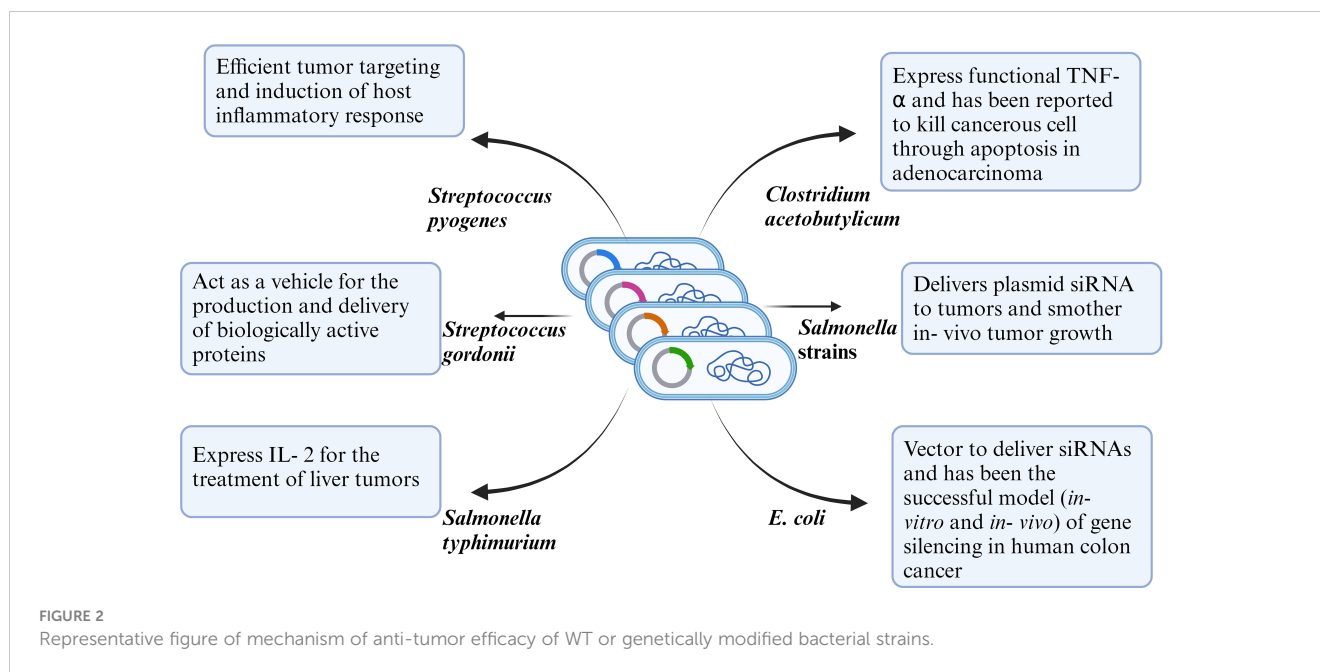 Efficient tumor targeting
and induction of host
inflammatory response
Express functional TNF-
α and has been reported
to kill cancerous cell
through apoptosis in
adenocarcinoma
Streptococcus
pyogenes
Clostridium
acetobutylicum
Act as a vehicle for the
production and delivery
of biologically active
proteins
Streptococcus
gordonii
Salmonella
strains
Delivers plasmid siRNA
to tumors and smother
in- vivo tumor growth
Express IL- 2 for the
treatment of liver tumors
Salmonella
typhimurium
E. coli
Vector to deliver siRNAs
and has been the
successful model (in-
vitro and in- vivo) of gene
silencing in human colon
cancer
FIGURE 2
Representative figure of mechanism of anti-tumor efficacy of WT or genetically modified bacterial strains.